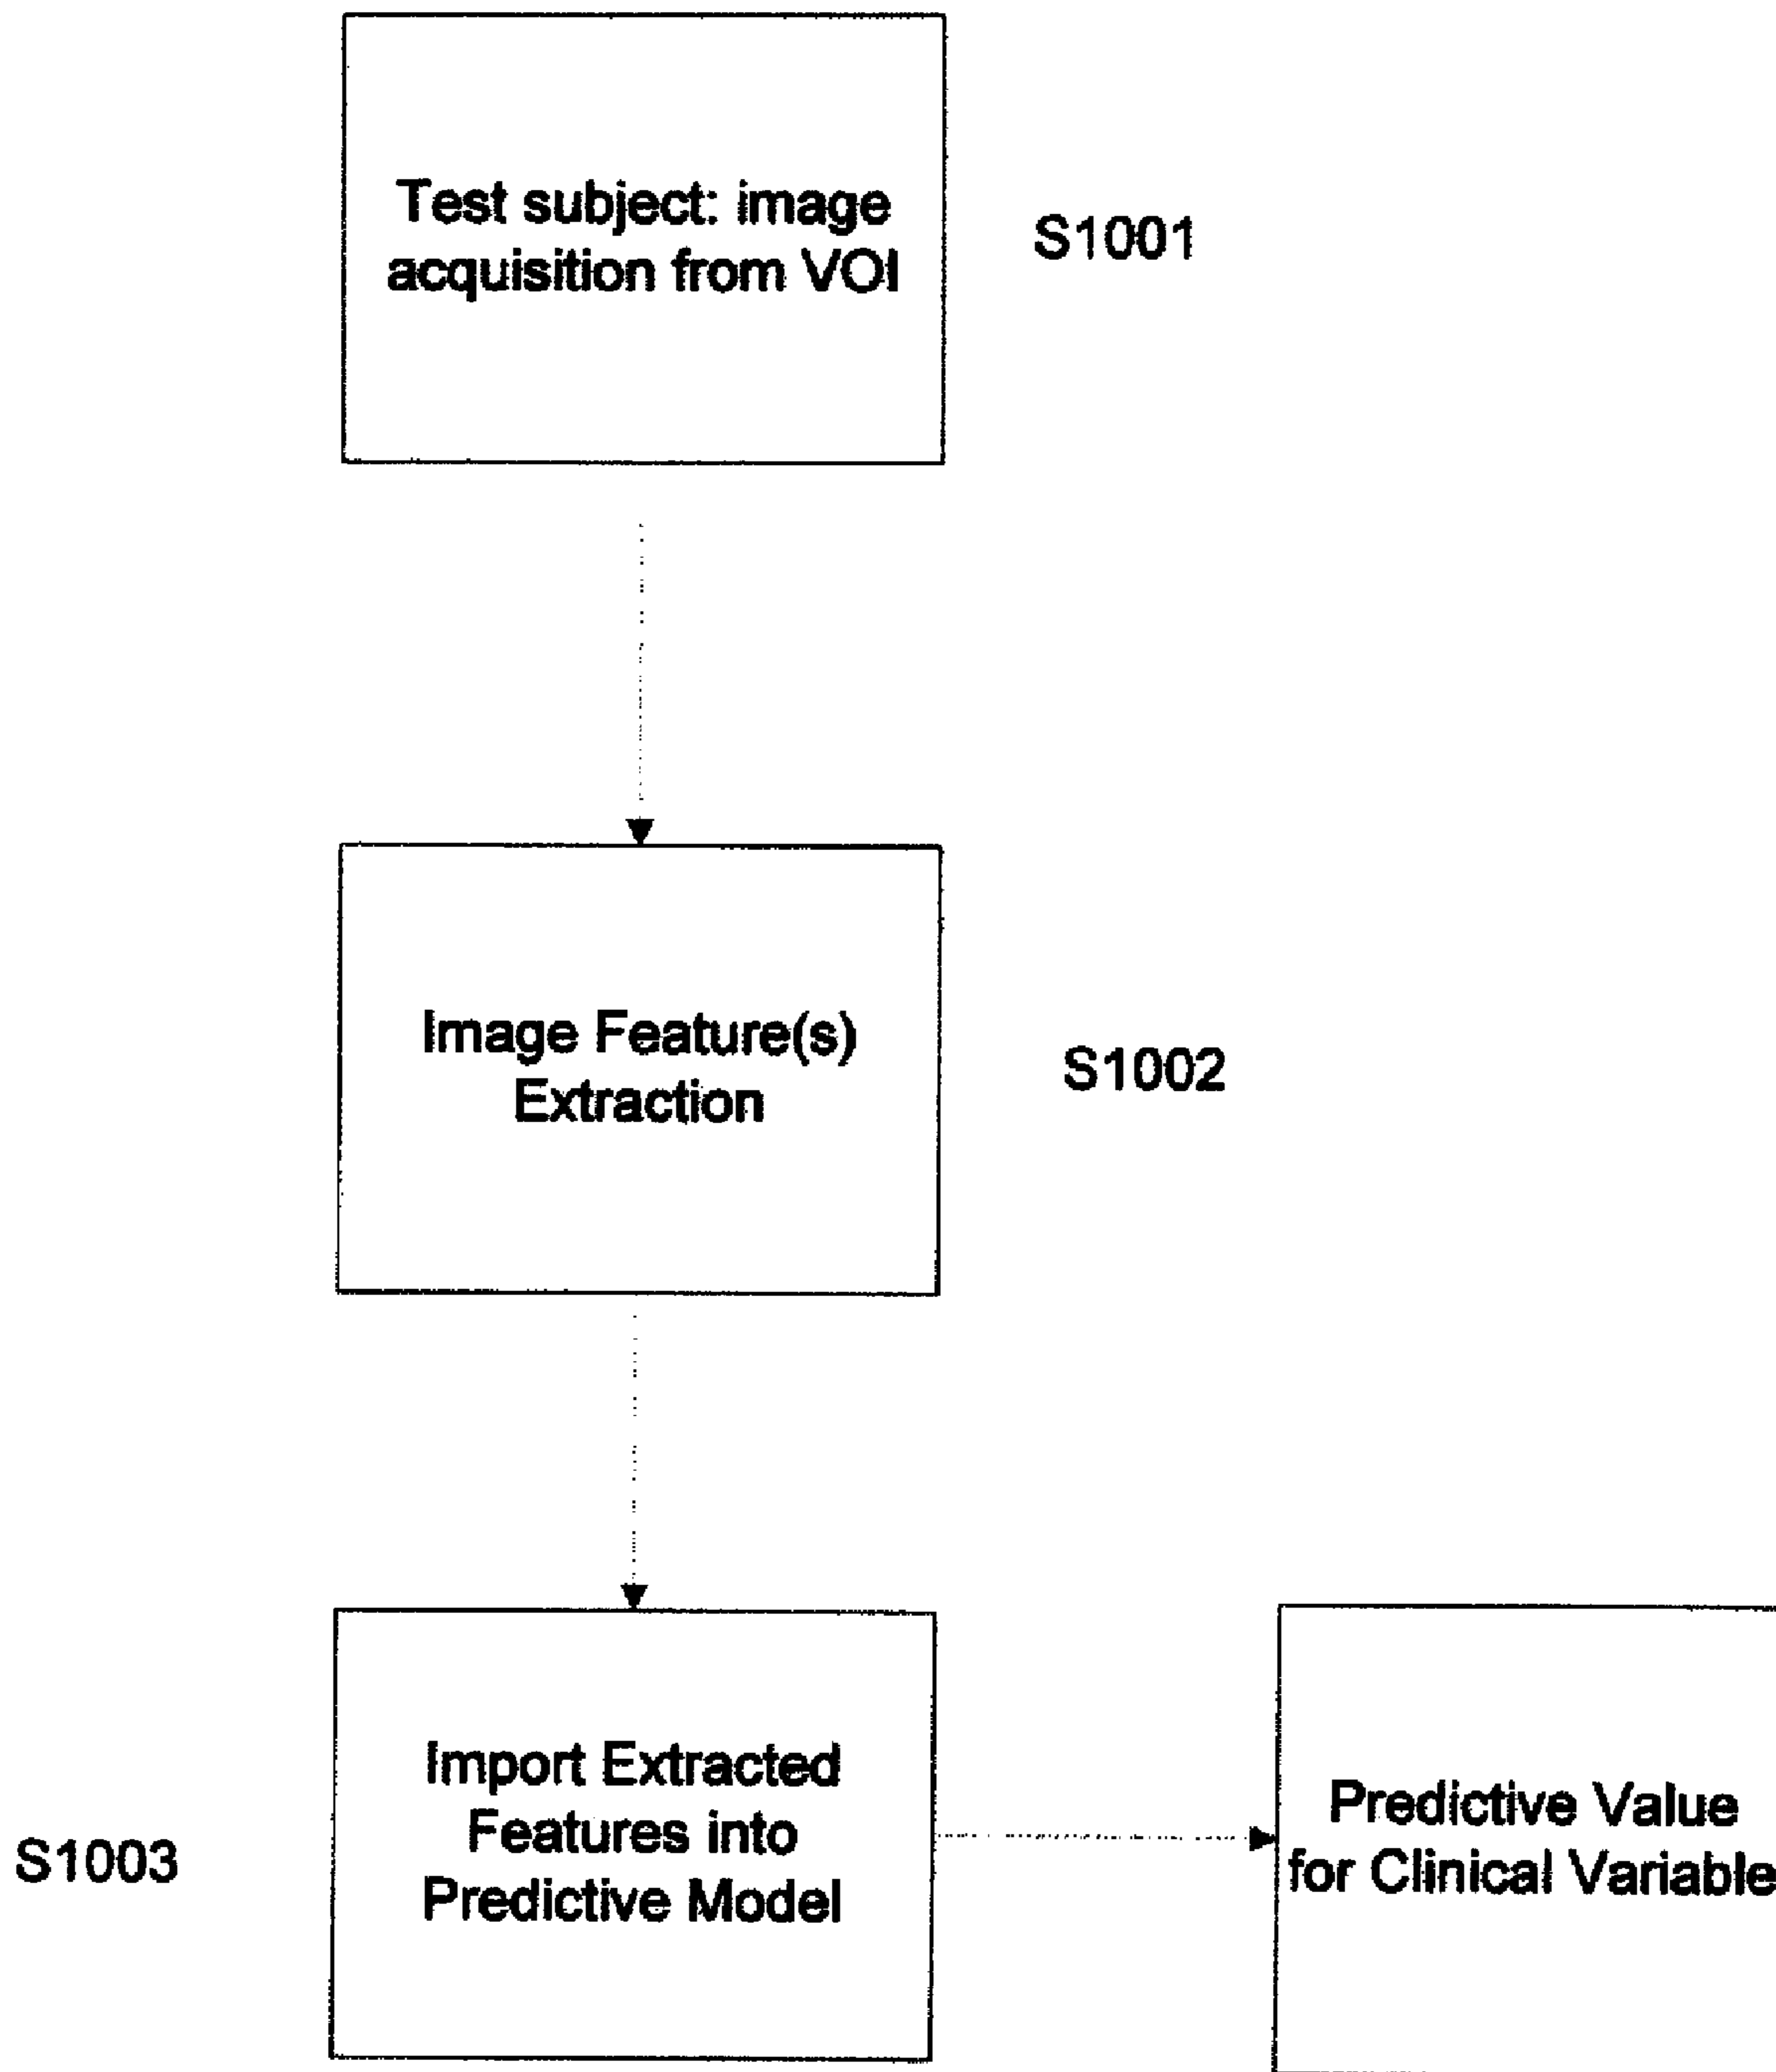 Test subject: image
acquisition from VOI
S1001
Image Feature(s)
Extraction
S1002
S1003
Import Extracted
Features into
Predictive Model
Predictive Value
for Clinical Variable